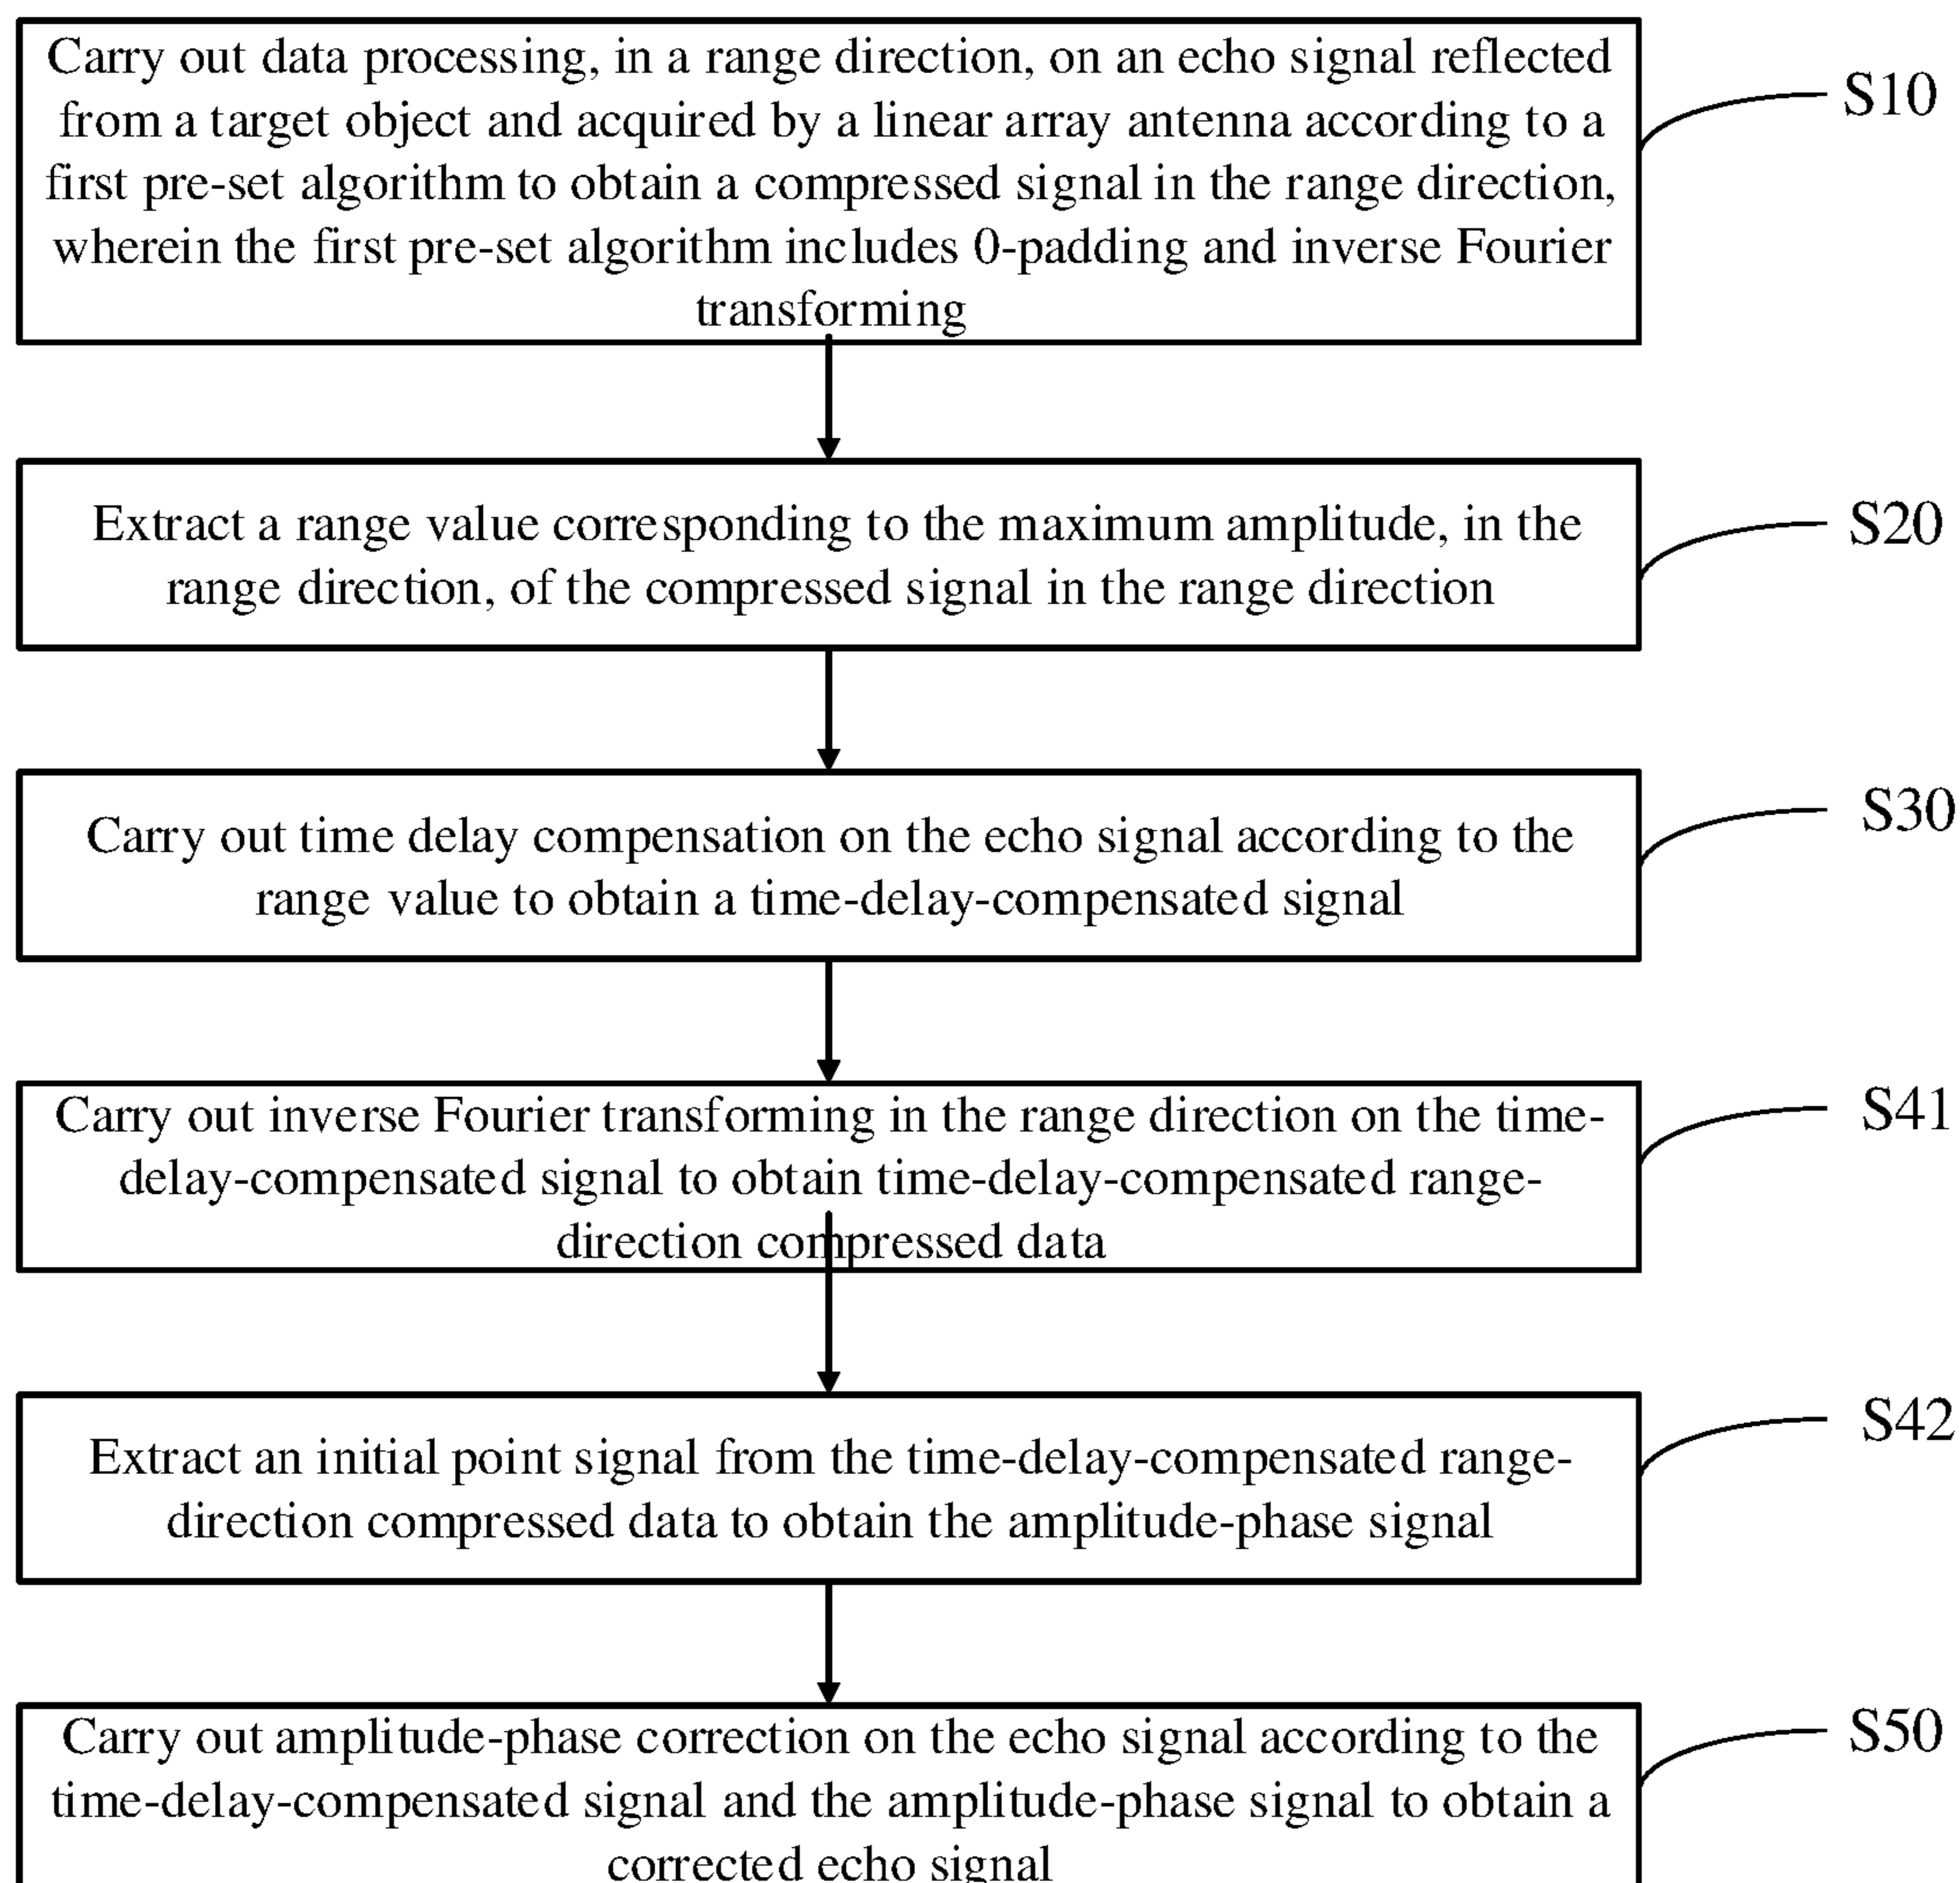 Carry out data processing, in a range direction, on an echo signal reflected
from a target object and acquired by a linear array antenna according to a
first pre-set algorithm to obtain a compressed signal in the range direction,
wherein the first pre-set algorithm includes 0-padding and inverse Fourier
transforming
S10
Extract a range value corresponding to the maximum amplitude, in the
range direction, of the compressed signal in the range direction
S20
Carry out time delay compensation on the echo signal according to the
range value to obtain a time-delay-compensated signal
S30
Carry out inverse Fourier transforming in the range direction on the time-
delay-compensated signal to obtain time-delay-compensated range-
direction compressed data
S41
Extract an initial point signal from the time-delay-compensated range-
direction compressed data to obtain the amplitude-phase signal
S42
Carry out amplitude-phase correction on the echo signal according to the
time-delay-compensated signal and the amplitude-phase signal to obtain a
corrected echo signal
S50